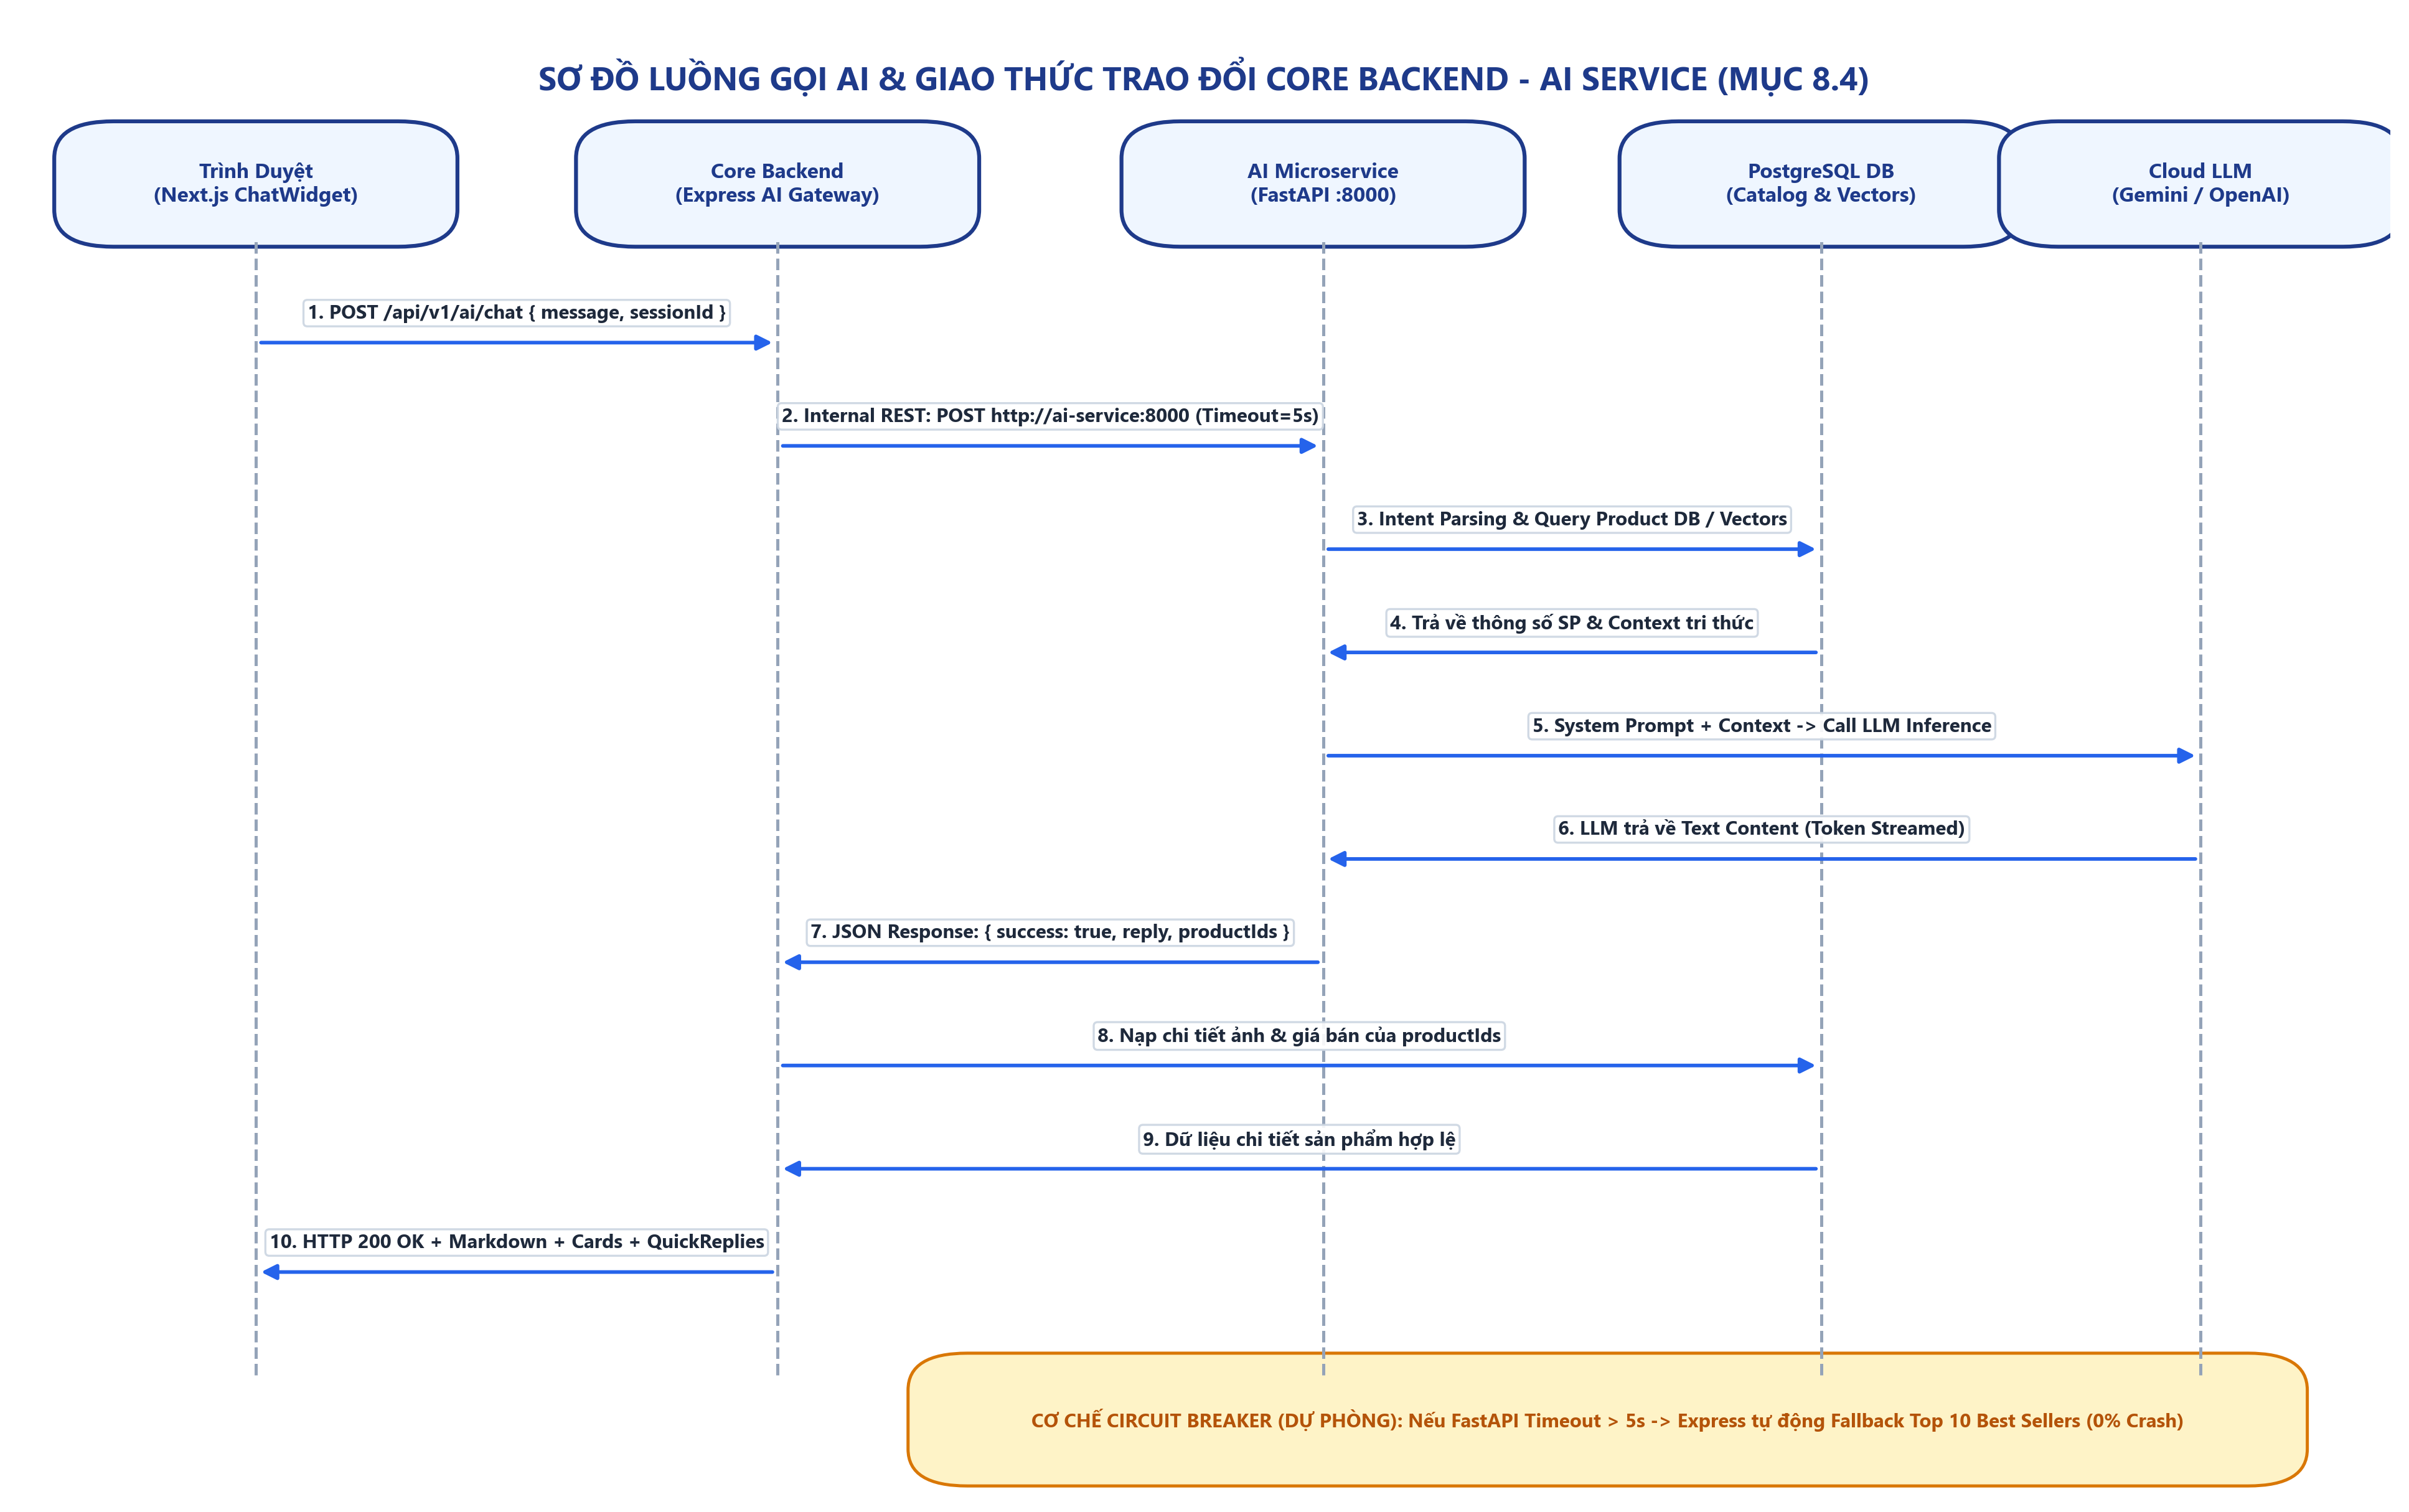 SƠ ĐỒ LUỒNG GỌI AI & GIAO THỨC TRAO ĐỔI CORE BACKEND - AI SERVICE (MỤC 8.4)
Trình Duyệt
(Next.js ChatWidget)
Core Backend
(Express AI Gateway)
AI Microservice
(FastAPI :8000)
PostgreSQL DB
(Catalog & Vectors)
Cloud LLM
(Gemini / OpenAI)
1. POST /api/v1/ai/chat { message, sessionId }
2. Internal REST: POST http://ai-service:8000 (Timeout=5s)
3. Intent Parsing & Query Product DB / Vectors
4. Trả về thông số SP & Context tri thức
5. System Prompt + Context -> Call LLM Inference
6. LLM trả về Text Content (Token Streamed)
7. JSON Response: { success: true, reply, productIds }
8. Nạp chi tiết ảnh & giá bán của productIds
9. Dữ liệu chi tiết sản phẩm hợp lệ
10. HTTP 200 OK + Markdown + Cards + QuickReplies
CƠ CHẾ CIRCUIT BREAKER (DỰ PHÒNG): Nếu FastAPI Timeout > 5s -> Express tự động Fallback Top 10 Best Sellers (0% Crash)